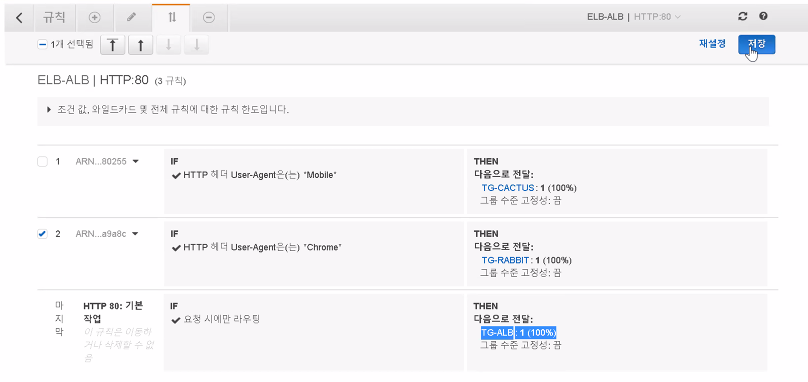 규칙
ELB-ALB | HTTP:80
1개 선택됨
재설정
저장
ELB-ALB | HTTP:80 (3 규칙)
조건 값, 와일드카드 및 전체 규칙에 대한 규칙 한도입니다.
1 ARN...80255
IF
HTTP 헤더 User-Agent은(는) *Mobile*
THEN
다음으로 전달:
TG-CACTUS: 1 (100%)
그룹 수준 고정성: 끔
2 ARN...a9a8c
IF
HTTP 헤더 User-Agent은(는) *Chrome*
THEN
다음으로 전달:
TG-RABBIT: 1 (100%)
그룹 수준 고정성: 끔
마
지
막
HTTP 80: 기본
작업
이 규칙은 이동하
거나 삭제할 수 없
음
IF
요청 시에만 라우팅
THEN
다음으로 전달:
TG-ALB: 1 (100%)
그룹 수준 고정성: 끔